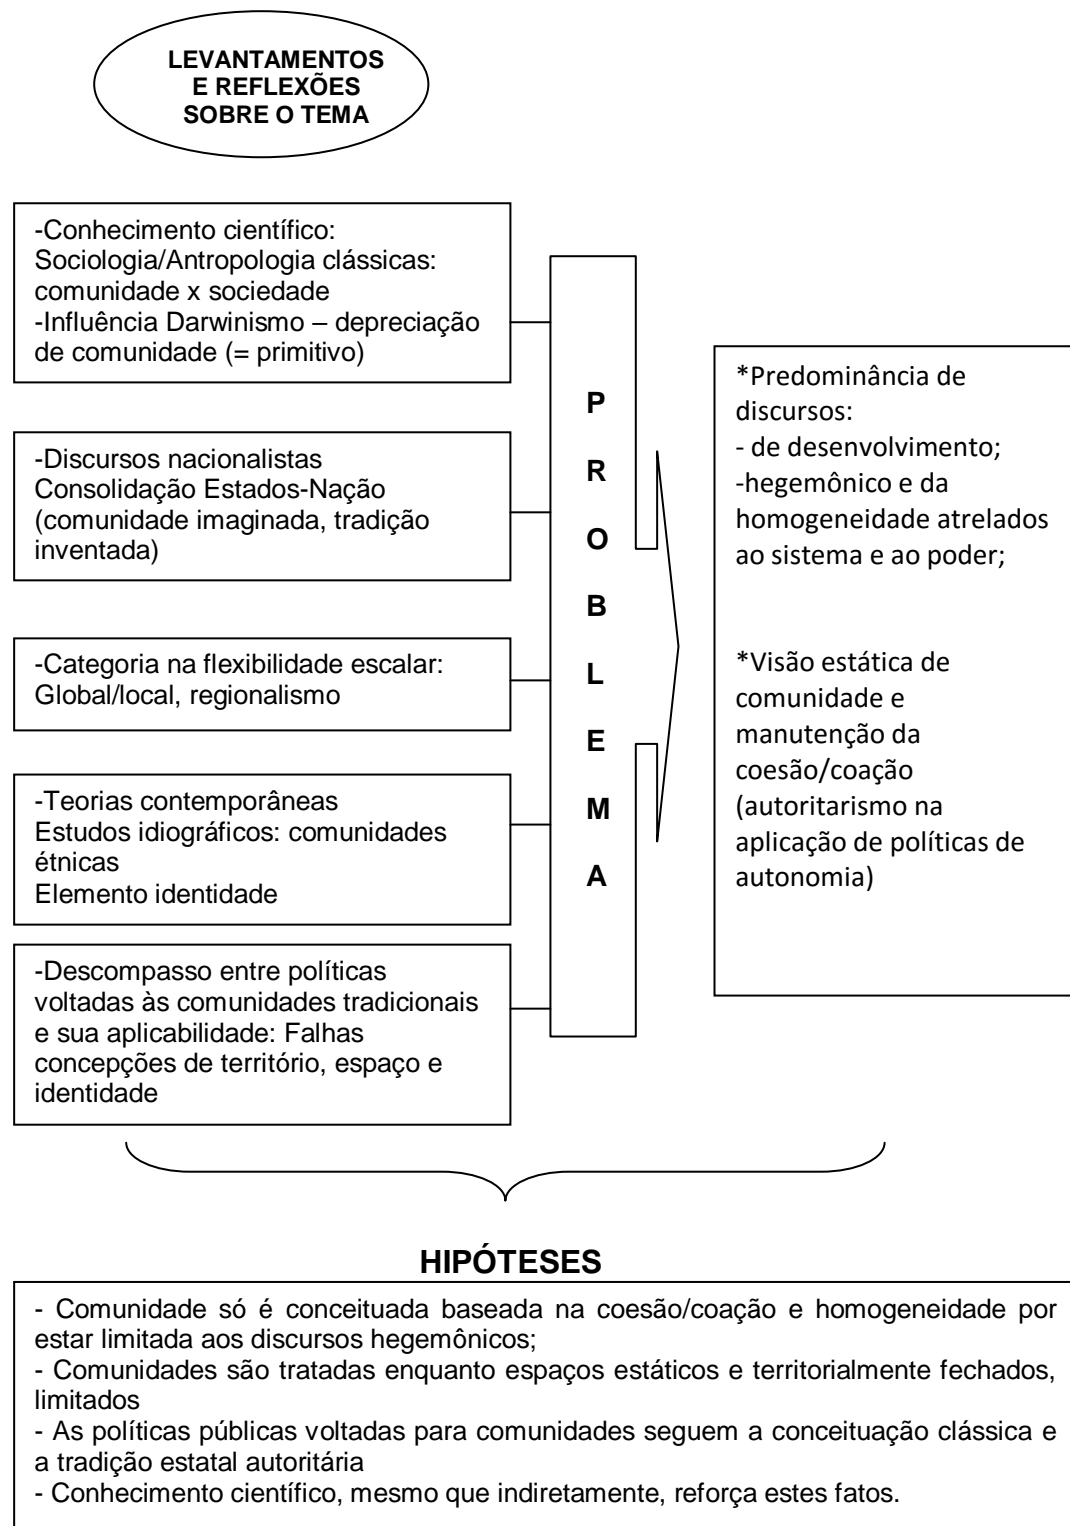 LEVANTAMENTOS
E REFLEXÕES
SOBRE O TEMA
-Conhecimento científico:
Sociologia/Antropologia clássicas:
comunidade x sociedade
-Influência Darwinismo – depreciação
de comunidade (= primitivo)
-Discursos nacionalistas
Consolidação Estados-Nação
(comunidade imaginada, tradição
inventada)
-Categoria na flexibilidade escalar:
Global/local, regionalismo
-Teorias contemporâneas
Estudos idiográficos: comunidades
étnicas
Elemento identidade
-Descompasso entre políticas
voltadas às comunidades tradicionais
e sua aplicabilidade: Falhas
concepções de território, espaço e
identidade
P
R
O
B
L
E
M
A
*Predominância de
discursos:
- de desenvolvimento;
-hegemônico e da
homogeneidade atrelados
ao sistema e ao poder;
*Visão estática de
comunidade e
manutenção da
coesão/coação
(autoritarismo na
aplicação de políticas de
autonomia)
HIPÓTESES
- Comunidade só é conceituada baseada na coesão/coação e homogeneidade por
estar limitada aos discursos hegemônicos;
- Comunidades são tratadas enquanto espaços estáticos e territorialmente fechados,
limitados
- As políticas públicas voltadas para comunidades seguem a conceituação clássica e
a tradição estatal autoritária
- Conhecimento científico, mesmo que indiretamente, reforça estes fatos.